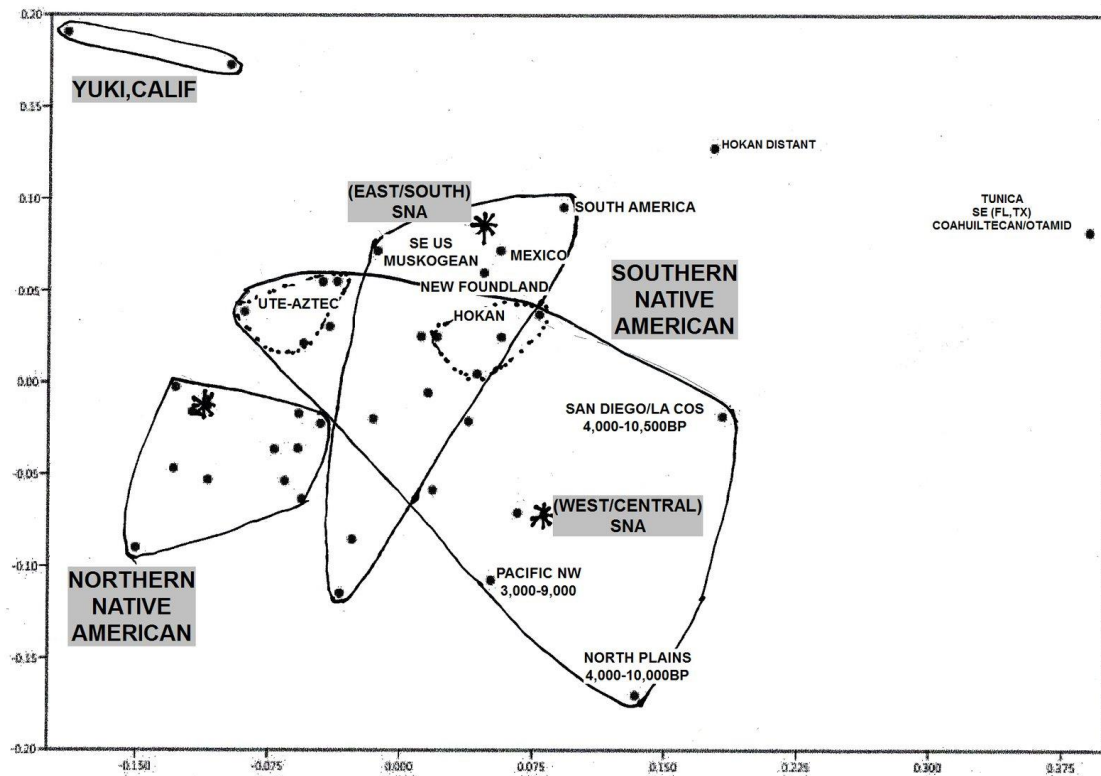 0.20
YUKI,CALIF
0.15
HOKAN DISTANT
0.10
(EAST/SOUTH)
SNA
SOUTH AMERICA
TUNICA
SE (FL,TX)
COAHUILTECAN/OTAMID
SE US
MUSKOGEAN
MEXICO
SOUTHERN
NATIVE
AMERICAN
0.05
UTE-AZTEC
NEW FOUNDLAND
HOKAN
0.00
SAN DIEGO/LA COS
4,000-10,500BP
-0.05
(WEST/CENTRAL)
SNA
-0.10
PACIFIC NW
3,000-9,000
NORTHERN
NATIVE
AMERICAN
-0.15
NORTH PLAINS
4,000-10,000BP
0.20
-0.150
-0.075
0.000
0.075
0.150
0.225
0.300
0.375